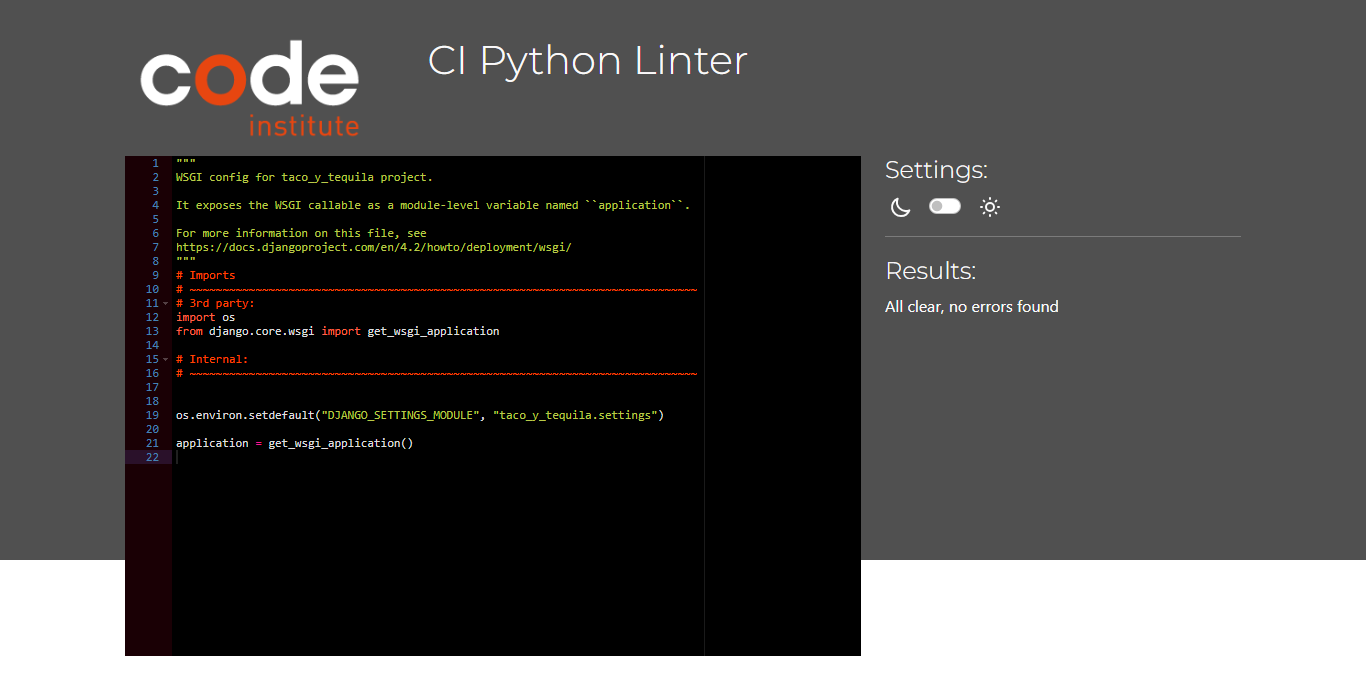 code
institute
CI Python Linter
1 """
2 WSGI config for taco_y_tequila project.
3
4 It exposes the WSGI callable as a module-level variable named ``application``.
5
6 For more information on this file, see
7 https://docs.djangoproject.com/en/4.2/howto/deployment/wsgi/
8 """
9 # Imports
10 # ~~~~~~~~~~~~~~~~~~~~~~~~~~~~~~~~~~~~~~~~~~~~~~~~~~~~~~~~~~~~~~~~~~~~~~~~~~~~~
11 # 3rd party:
12 import os
13 from django.core.wsgi import get_wsgi_application
14
15 # Internal:
16 # ~~~~~~~~~~~~~~~~~~~~~~~~~~~~~~~~~~~~~~~~~~~~~~~~~~~~~~~~~~~~~~~~~~~~~~~~~~~~~
17
18
19 os.environ.setdefault("DJANGO_SETTINGS_MODULE", "taco_y_tequila.settings")
20
21 application = get_wsgi_application()
22
Settings:
Results:
All clear, no errors found